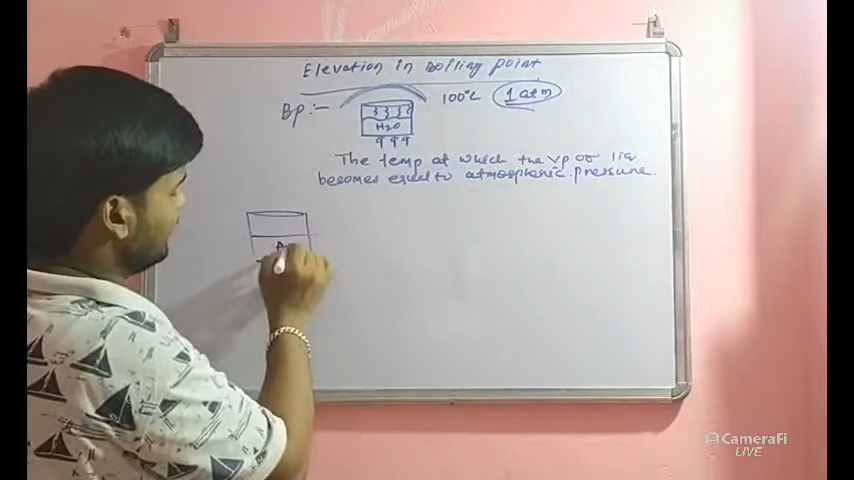 Elevation in Boiling point
Bp:- 100°C 1 atm
H2O
The temp at which the vp of liq
becomes equal to atmospheric pressure.
A
CameraFi
LIVE